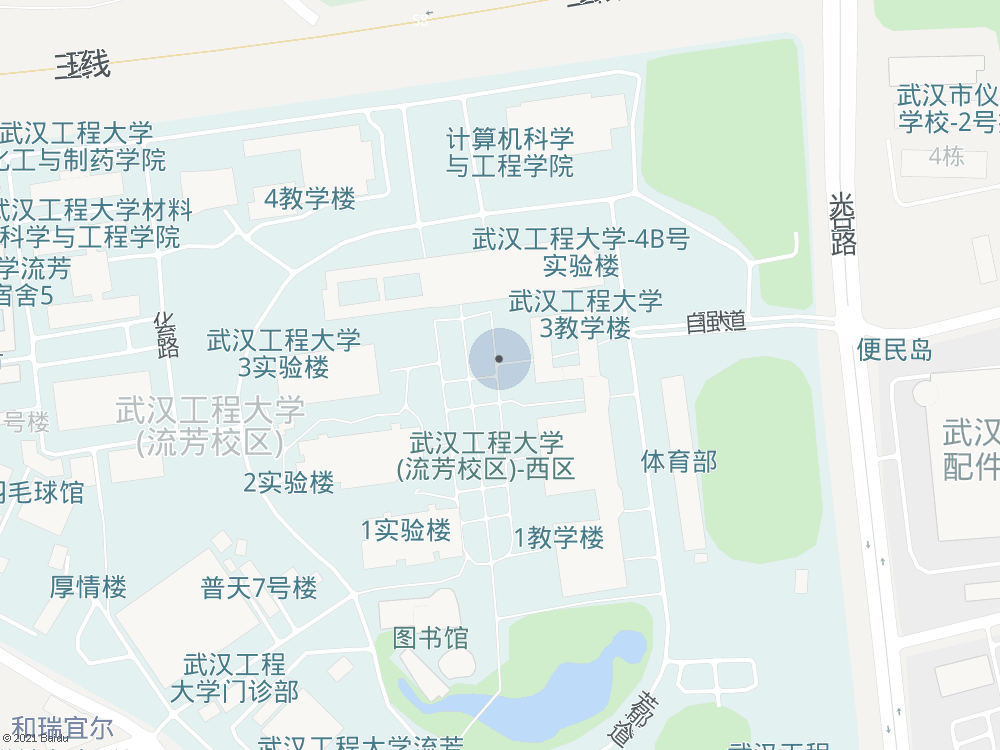 S5
线
武汉工程大学
化工与制药学院
计算机科学
与工程学院
武汉市仪
学校-2号
4栋
4教学楼
武汉工程大学材料
科学与工程学院
学流芳
宿舍5
武汉工程大学-4B号
实验楼
武汉工程大学
3教学楼
路
道
化育路
武汉工程大学
3实验楼
便民岛
武汉工程大学
(流芳校区)
号楼
武汉工程大学
(流芳校区)-西区
武汉
配件
体育部
2实验楼
羽毛球馆
1实验楼
1教学楼
厚情楼
普天7号楼
图书馆
武汉工程
大学门诊部
道
和瑞宜尔
武汉工程大学流芳
武汉工程
© 2021 Baidu